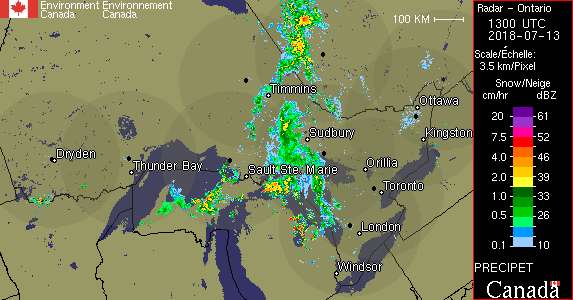 Environment Environnement
Canada Canada
100 KM
Timmins
Ottawa
Sudbury
Kingston
Dryden
Thunder Bay
Sault Ste. Marie
Orillia
Toronto
London
Windsor
Radar - Ontario
1300 UTC
2018-07-13
Scale/Échelle:
3.5 km/Pixel
Snow/Neige
cm/hr dBZ
20 61
7.5 52
4.0 46
2.0 39
1.0 33
0.5 26
0.1 10
PRECIPET
Canada